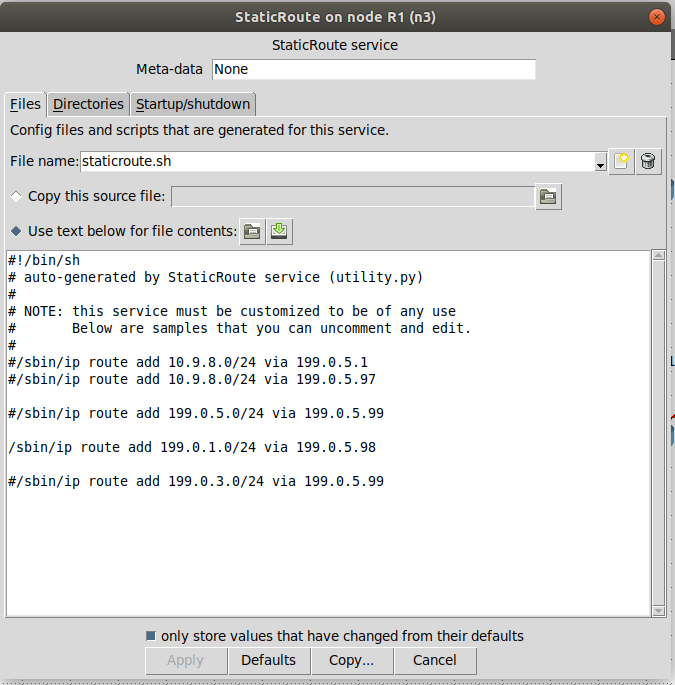 StaticRoute on node R1 (n3)
StaticRoute service
Meta-data None
Files Directories Startup/shutdown
Config files and scripts that are generated for this service.
File name: staticroute.sh
Copy this source file:
Use text below for file contents:
#!/bin/sh
# auto-generated by StaticRoute service (utility.py)
#
# NOTE: this service must be customized to be of any use
#       Below are samples that you can uncomment and edit.
#
#/sbin/ip route add 10.9.8.0/24 via 199.0.5.1
#/sbin/ip route add 10.9.8.0/24 via 199.0.5.97
#/sbin/ip route add 199.0.5.0/24 via 199.0.5.99
/sbin/ip route add 199.0.1.0/24 via 199.0.5.98
#/sbin/ip route add 199.0.3.0/24 via 199.0.5.99
only store values that have changed from their defaults
Apply Defaults Copy... Cancel